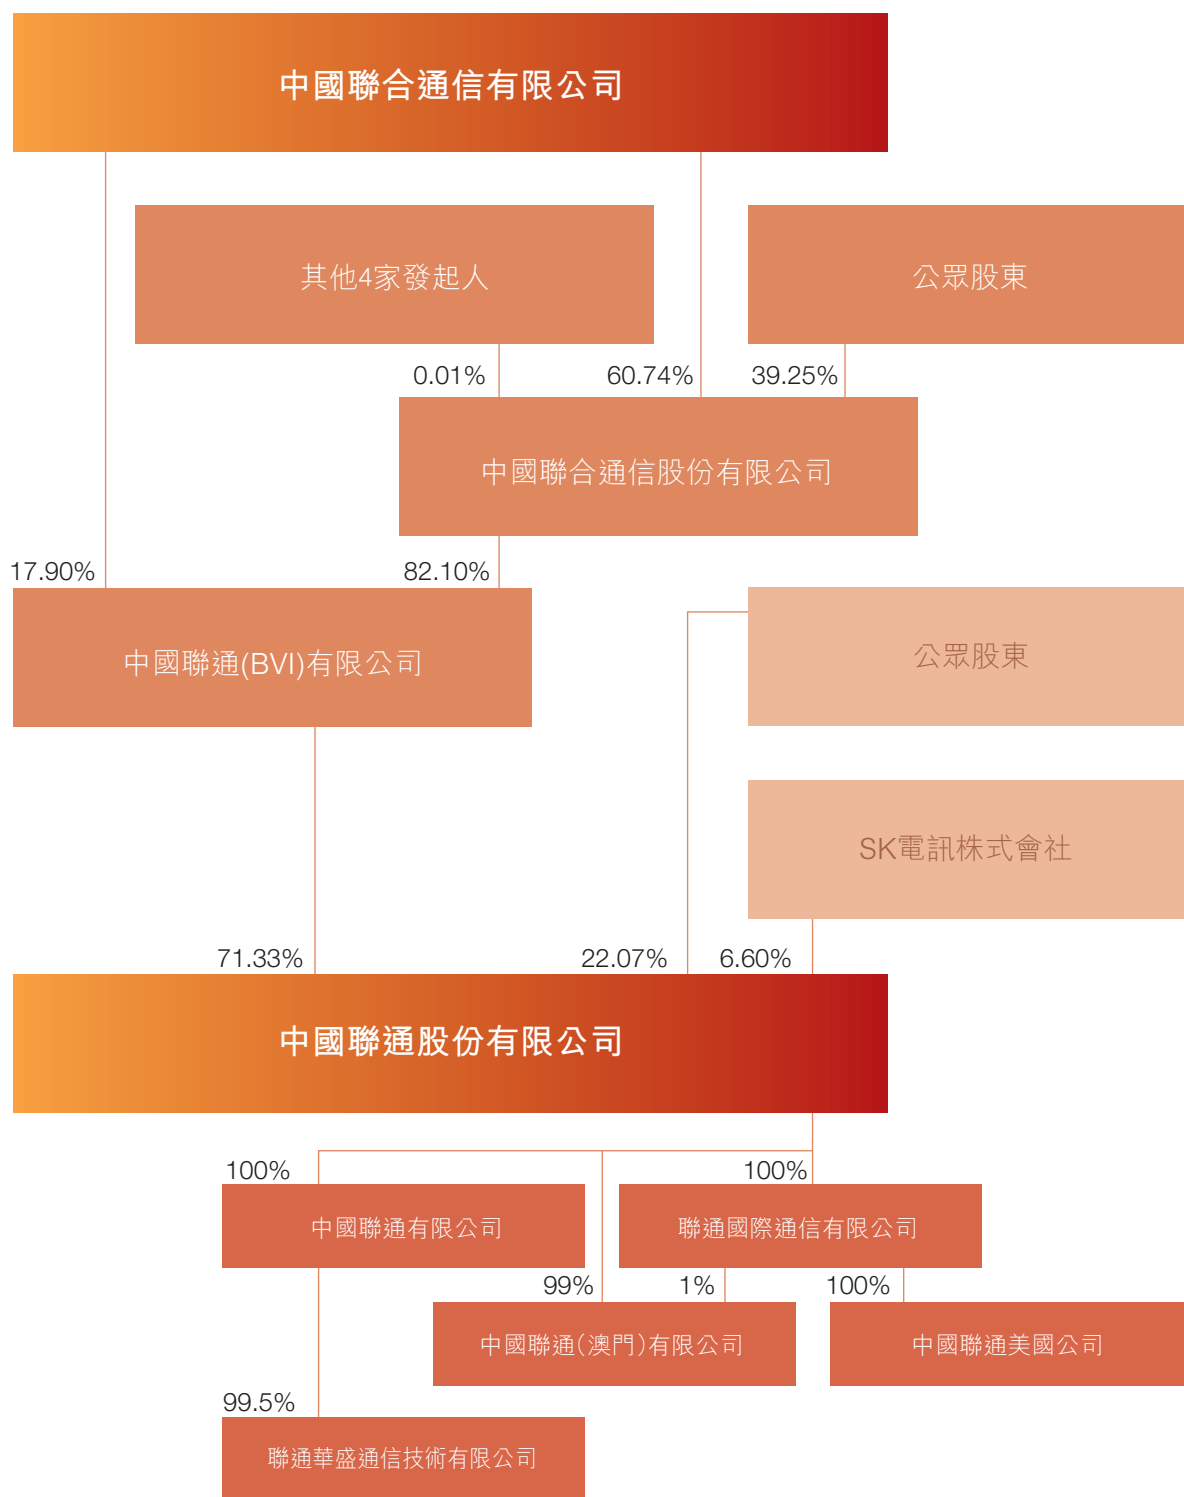 中國聯合通信有限公司
其他4家發起人
公眾股東
0.01%
60.74%
39.25%
中國聯合通信股份有限公司
17.90%
82.10%
中國聯通(BVI)有限公司
公眾股東
SK電訊株式會社
71.33%
22.07%
6.60%
中國聯通股份有限公司
100%
100%
中國聯通有限公司
聯通國際通信有限公司
99%
1%
100%
中國聯通(澳門)有限公司
中國聯通美國公司
99.5%
聯通華盛通信技術有限公司